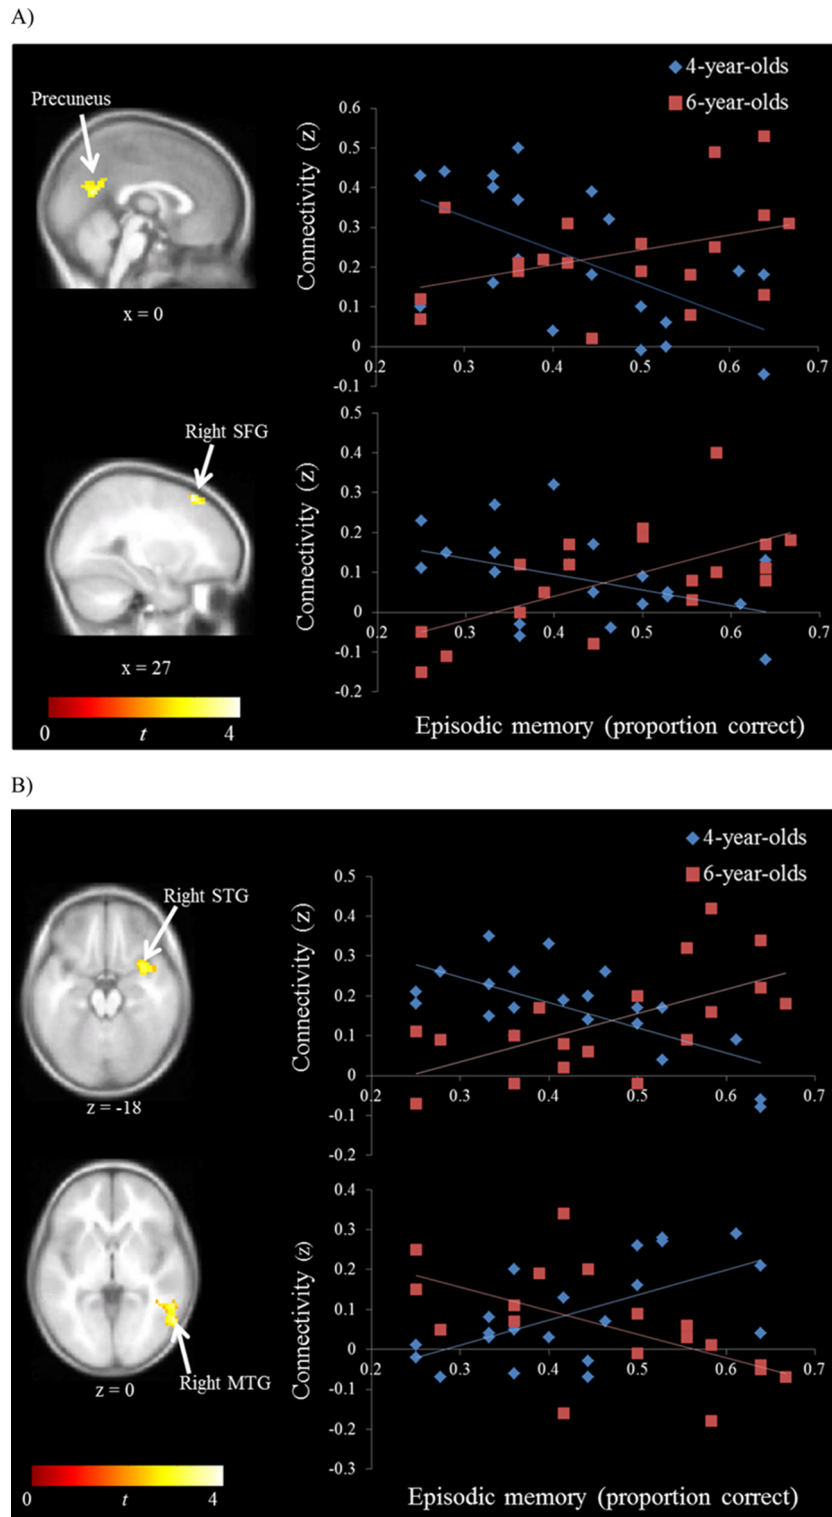 A)
4-year-olds
6-year-olds
Precuneus
x = 0
Connectivity (z)
0.6
0.5
0.4
0.3
0.2
0.1
0
-0.1
0.2 0.3 0.4 0.5 0.6 0.7
Right SFG
x = 27
Connectivity (z)
0.5
0.4
0.3
0.2
0.1
0
-0.1
-0.2
0.2 0.3 0.4 0.5 0.6 0.7
0 t 4
Episodic memory (proportion correct)
B)
4-year-olds
6-year-olds
Right STG
z = -18
Connectivity (z)
0.5
0.4
0.3
0.2
0.1
0
-0.1
-0.2
0.2 0.3 0.4 0.5 0.6 0.7
Right MTG
z = 0
Connectivity (z)
0.4
0.3
0.2
0.1
0
-0.1
-0.2
-0.3
0.2 0.3 0.4 0.5 0.6 0.7
0 t 4
Episodic memory (proportion correct)